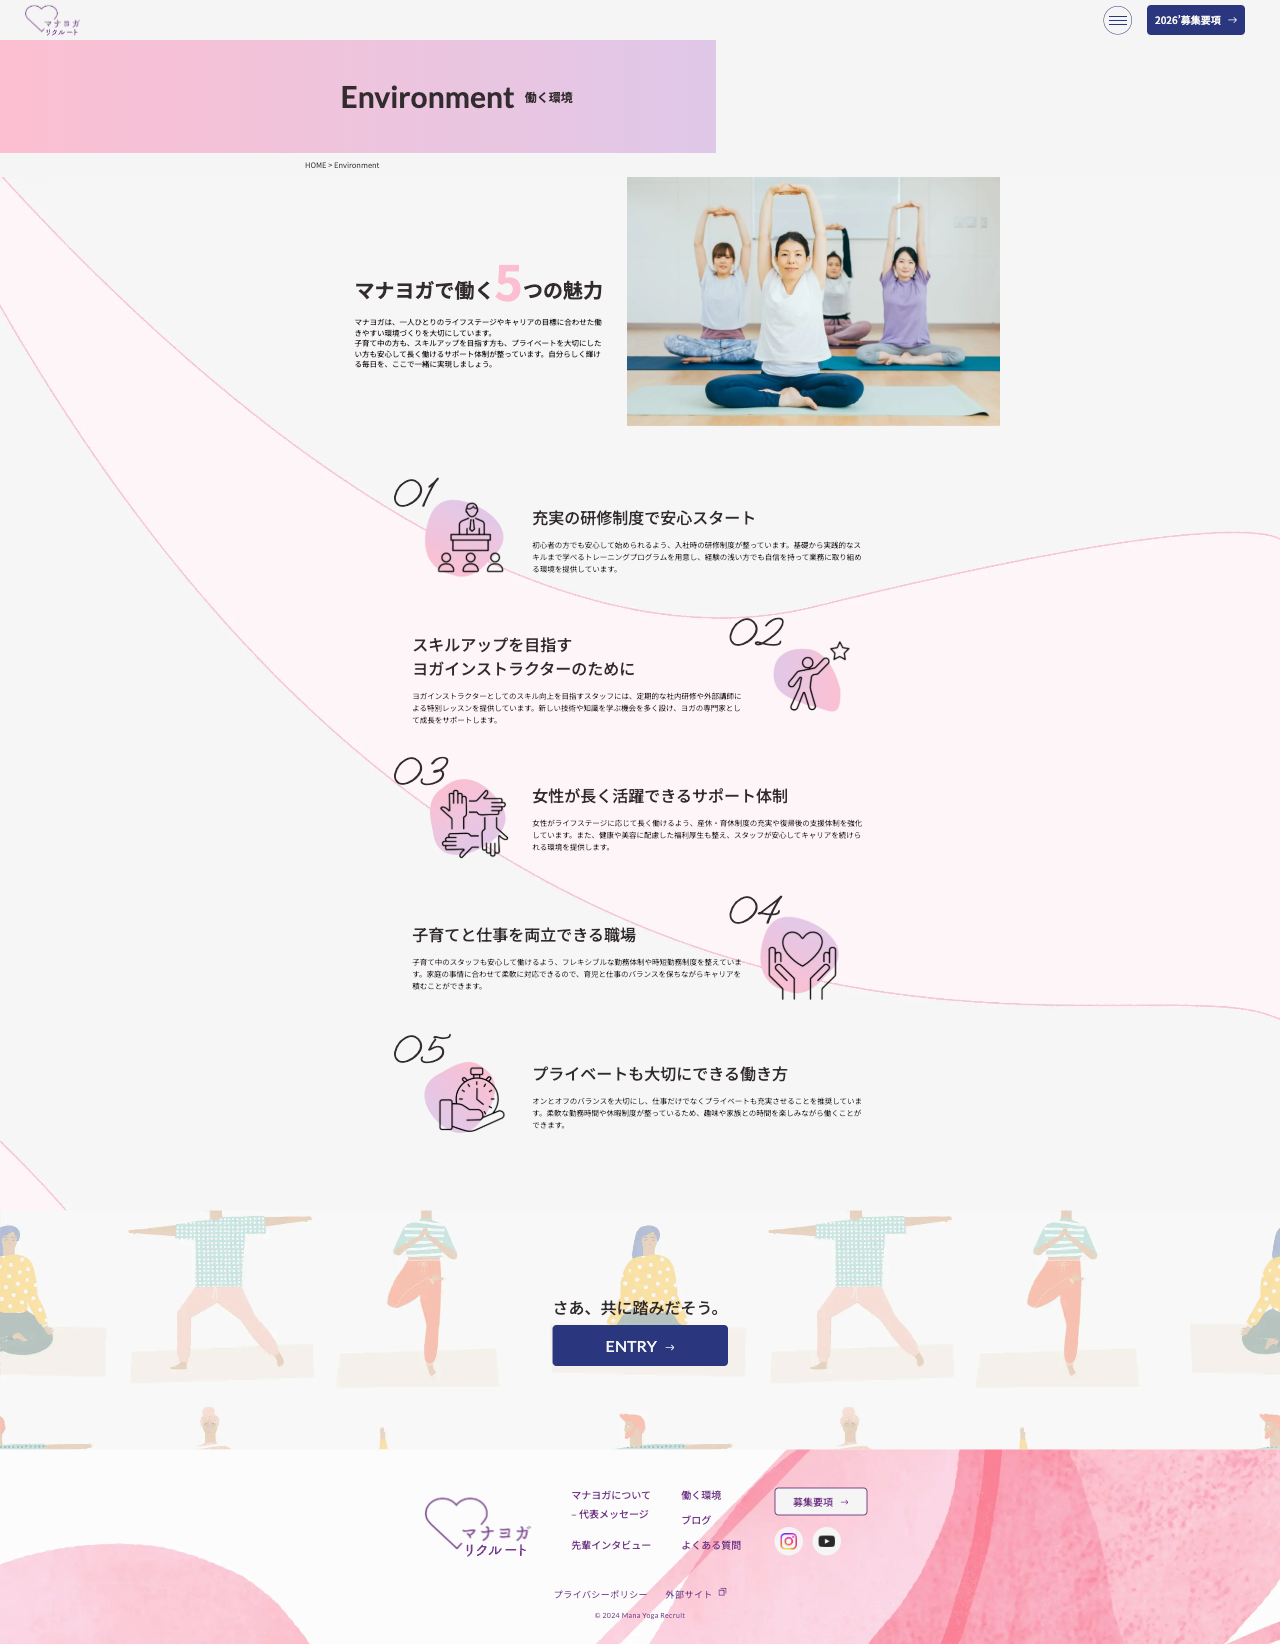 マナヨガ
リクルート
2026'募集要項 →
Environment 働く環境
HOME > Environment
マナヨガで働く5つの魅力
マナヨガは、一人ひとりのライフステージやキャリアの目標に合わせた働
きやすい環境づくりを大切にしています。
子育て中の方も、スキルアップを目指す方も、プライベートを大切にした
い方も安心して長く働けるサポート体制が整っています。自分らしく輝け
る毎日を、ここで一緒に実現しましょう。
01
充実の研修制度で安心スタート
初心者の方でも安心して始められるよう、入社時の研修制度が整っています。基礎から実践的なス
キルまで学べるトレーニングプログラムを用意し、経験の浅い方でも自信を持って業務に取り組め
る環境を提供しています。
02
スキルアップを目指す
ヨガインストラクターのために
ヨガインストラクターとしてのスキル向上を目指すスタッフには、定期的な社内研修や外部講師に
よる特別レッスンを提供しています。新しい技術や知識を学ぶ機会を多く設け、ヨガの専門家とし
て成長をサポートします。
03
女性が長く活躍できるサポート体制
女性がライフステージに応じて長く働けるよう、産休・育休制度の充実や復帰後の支援体制を強化
しています。また、健康や美容に配慮した福利厚生も整え、スタッフが安心してキャリアを続けら
れる環境を提供します。
04
子育てと仕事を両立できる職場
子育て中のスタッフも安心して働けるよう、フレキシブルな勤務体制や時短勤務制度を整えていま
す。家庭の事情に合わせて柔軟に対応できるので、育児と仕事のバランスを保ちながらキャリアを
積むことができます。
05
プライベートも大切にできる働き方
オンとオフのバランスを大切にし、仕事だけでなくプライベートも充実させることを推奨していま
す。柔軟な勤務時間や休暇制度が整っているため、趣味や家族との時間を楽しみながら働くことが
できます。
さあ、共に踏みだそう。
ENTRY →
マナヨガ
リクルート
マナヨガについて
– 代表メッセージ
先輩インタビュー
働く環境
ブログ
よくある質問
募集要項 →
プライバシーポリシー 外部サイト
© 2024 Mana Yoga Recruit